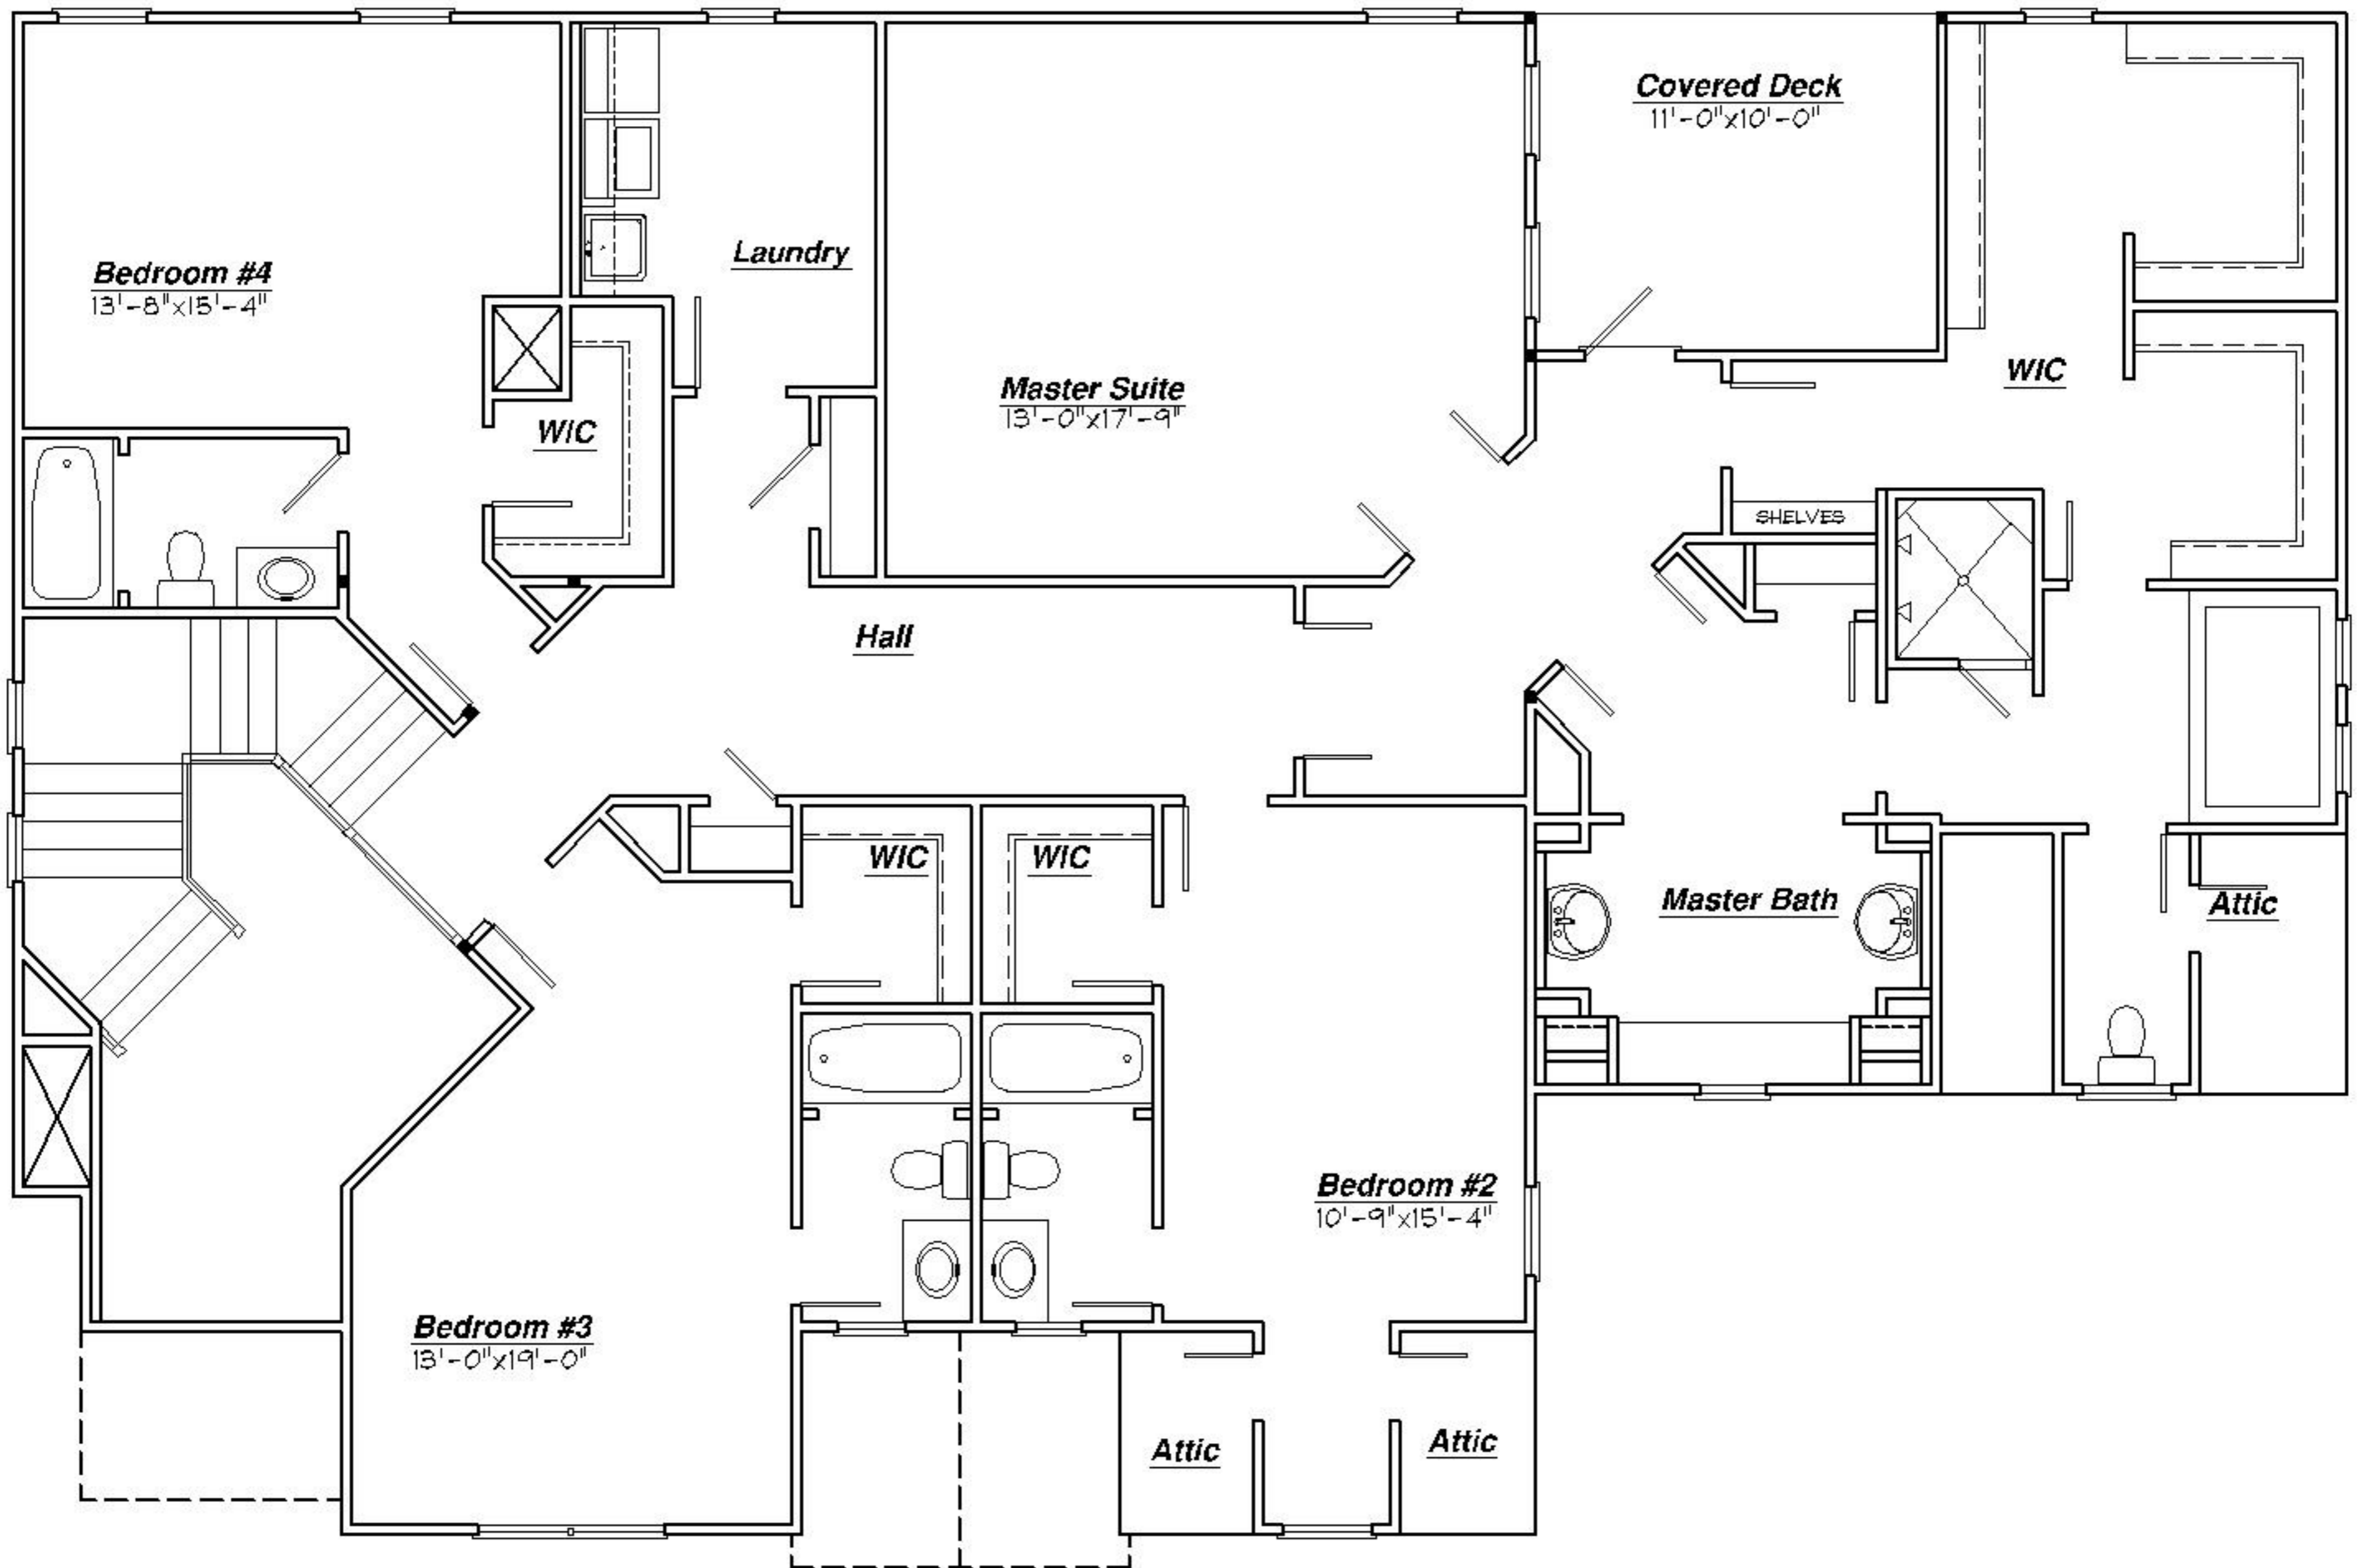 Covered Deck
11'-0"x10'-0"
Laundry
Bedroom #4
13'-8"x15'-4"
Master Suite
13'-0"x17'-9"
WIC
WIC
SHELVES
Hall
WIC
WIC
Master Bath
Attic
Bedroom #2
10'-9"x15'-4"
Bedroom #3
13'-0"x19'-0"
Attic
Attic